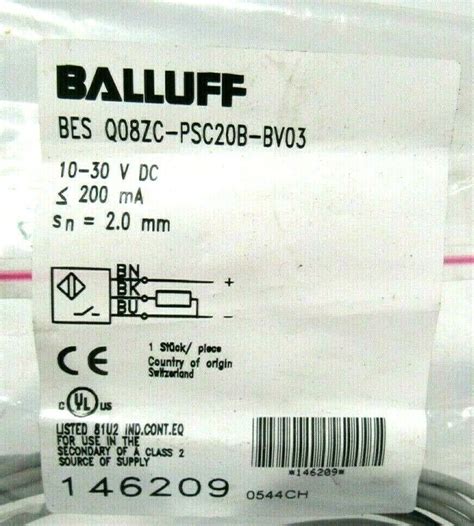 BALLUFF
BES Q08ZC-PSC20B-BV03
10-30 V DC
≤ 200 mA
sn = 2.0 mm
BN +
BK
BU −
CE
1 Stück/ piece
Country of origin
Switzerland
C UL US
LISTED 81U2 IND.CONT.EQ
FOR USE IN THE
SECONDARY OF A CLASS 2
SOURCE OF SUPPLY
*146209*
146209 0544CH